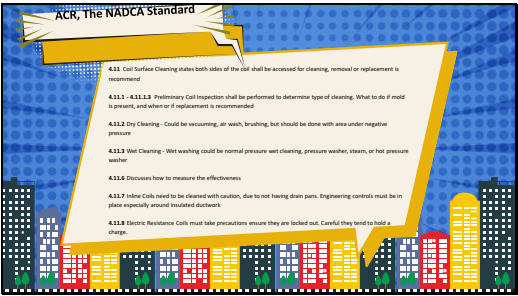 ACR, The NADCA Standard
4.11 Coil Surface Cleaning states both sides of the coil shall be accessed for cleaning, removal or replacement is
recommend
4.11.1 - 4.11.1.3 Preliminary Coil Inspection shall be performed to determine type of cleaning. What to do if mold
is present, and when or if replacement is recommended
4.11.2 Dry Cleaning - Could be vacuuming, air wash, brushing, but should be done with area under negative
pressure
4.11.3 Wet Cleaning - Wet washing could be normal pressure wet cleaning, pressure washer, steam, or hot pressure
washer
4.11.6 Discusses how to measure the effectiveness
4.11.7 Inline Coils need to be cleaned with caution, due to not having drain pans. Engineering controls must be in
place especially around insulated ductwork
4.11.8 Electric Resistance Coils must take precautions ensure they are locked out. Careful they tend to hold a
charge.